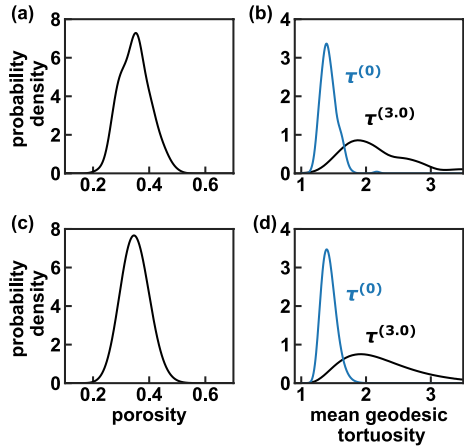 (a)
8
6
4
2
0
probability
density
0.2 0.4 0.6
(b)
4
3
2
1
0
τ(0)
τ(3.0)
1 2 3
(c)
8
6
4
2
0
probability
density
0.2 0.4 0.6
porosity
(d)
4
3
2
1
0
τ(0)
τ(3.0)
1 2 3
mean geodesic
tortuosity